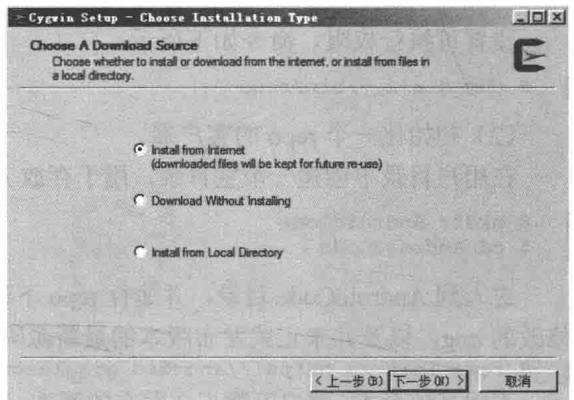 Cygwin Setup - Choose Installation Type
Choose A Download Source
Choose whether to install or download from the internet, or install from files in
a local directory.
Install from Internet
(downloaded files will be kept for future re-use)
Download Without Installing
Install from Local Directory
< 上一步(B)
下一步(N) >
取消